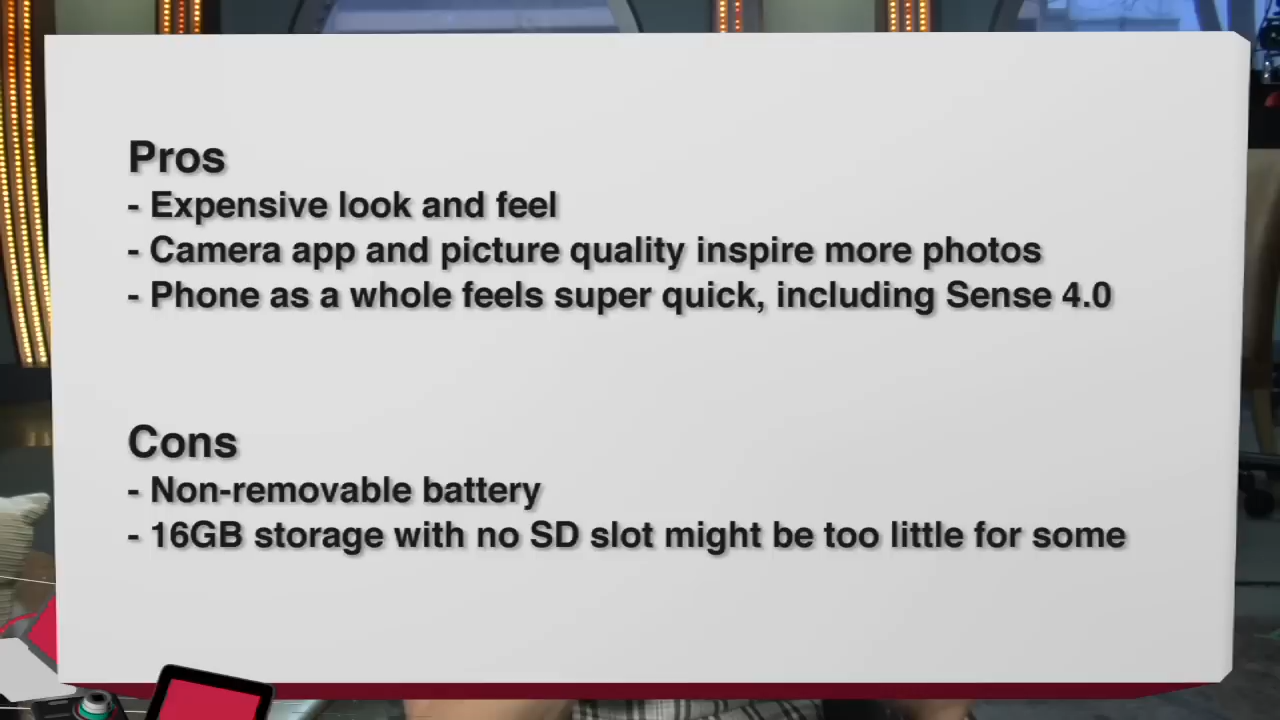 Pros
- Expensive look and feel
- Camera app and picture quality inspire more photos
- Phone as a whole feels super quick, including Sense 4.0
Cons
- Non-removable battery
- 16GB storage with no SD slot might be too little for some